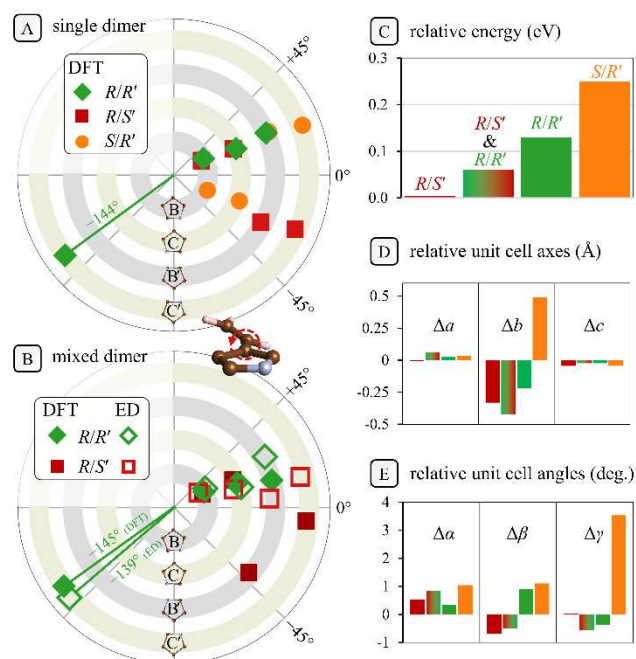 A single dimer
+45°
DFT
R/R'
R/S'
S/R'
0°
−144°
B
C
B'
C'
−45°
B mixed dimer
+45°
DFT ED
R/R'
R/S'
0°
−145° (DFT)
−139° (ED)
B
C
B'
C'
−45°
C relative energy (eV)
0.3
0.2
0.1
0.0
R/S'
R/S'
&
R/R'
R/R'
S/R'
D relative unit cell axes (Å)
0.5
0.25
0
-0.25
-0.5
Δa Δb Δc
E relative unit cell angles (deg.)
4
3
2
1
0
-1
Δα Δβ Δγ